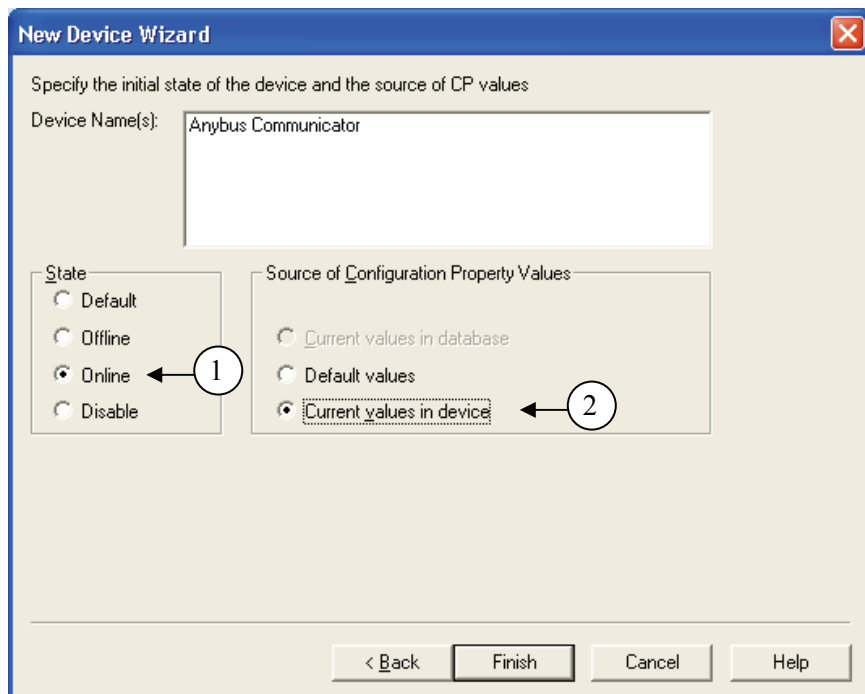 New Device Wizard
Specify the initial state of the device and the source of CP values
Device Name(s):
Anybus Communicator
State
Default
Offline
Online
1
Disable
Source of Configuration Property Values
Current values in database
Default values
Current values in device
2
< Back
Finish
Cancel
Help